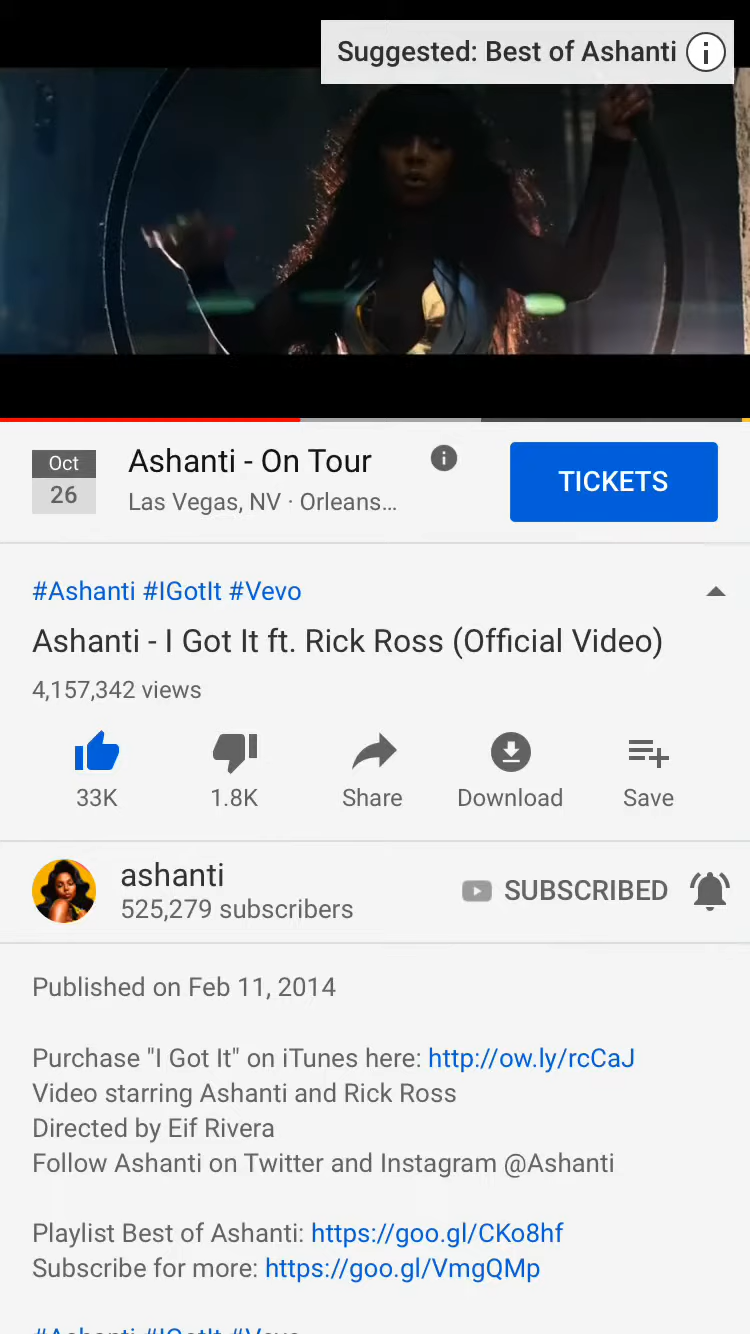 Suggested: Best of Ashanti
Oct
26
Ashanti - On Tour
Las Vegas, NV · Orleans...
TICKETS
#Ashanti #IGotIt #Vevo
Ashanti - I Got It ft. Rick Ross (Official Video)
4,157,342 views
33K
1.8K
Share
Download
Save
ashanti
525,279 subscribers
SUBSCRIBED
Published on Feb 11, 2014
Purchase "I Got It" on iTunes here: http://ow.ly/rcCaJ
Video starring Ashanti and Rick Ross
Directed by Eif Rivera
Follow Ashanti on Twitter and Instagram @Ashanti
Playlist Best of Ashanti: https://goo.gl/CKo8hf
Subscribe for more: https://goo.gl/VmgQMp
#Ashanti #IGotIt #Vevo